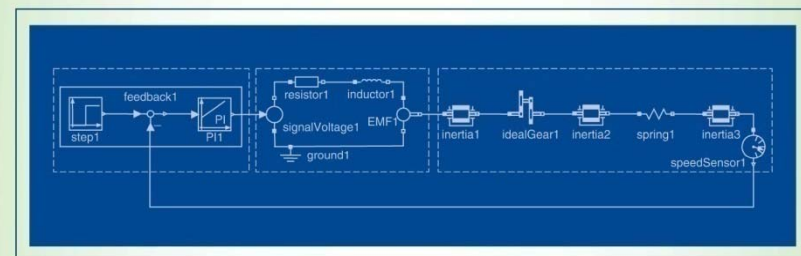 step1
feedback1
PI
PI1
signalVoltage1
resistor1
inductor1
EMF1
ground1
inertia1
idealGear1
inertia2
spring1
inertia3
speedSensor1